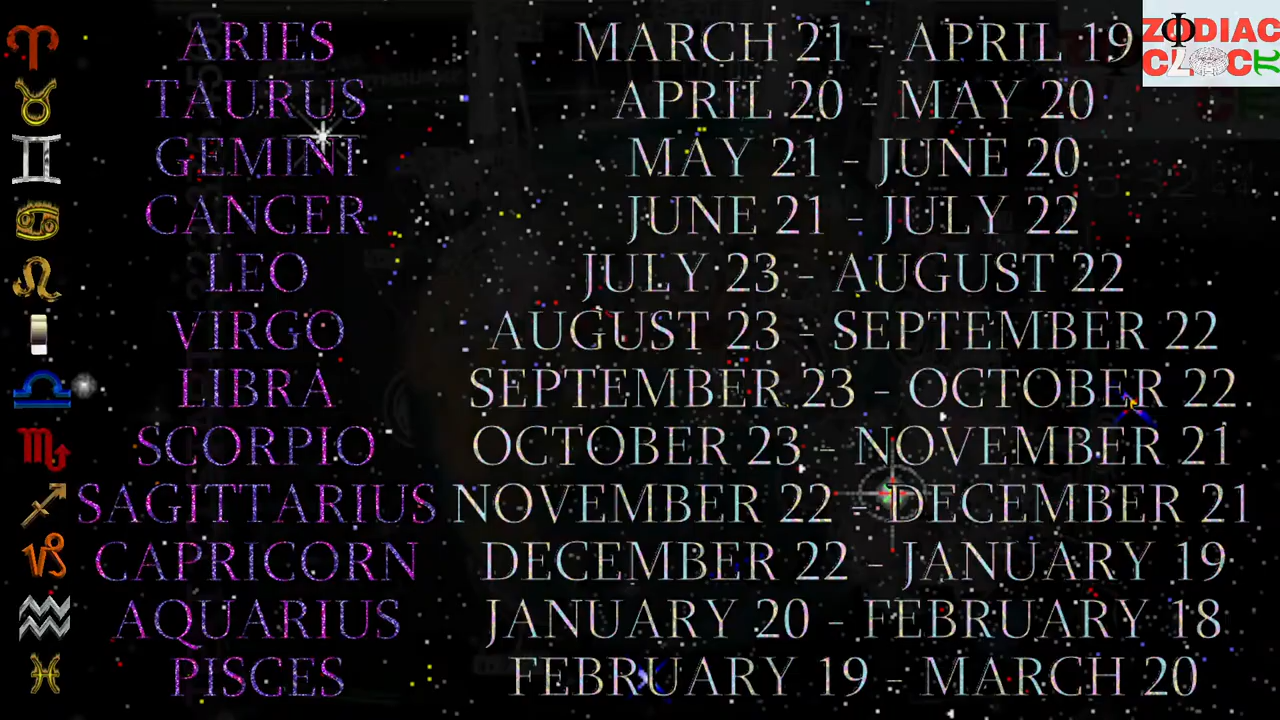 ARIES MARCH 21 - APRIL 19
ZODIAC
CLOCK
TAURUS APRIL 20 - MAY 20
GEMINI MAY 21 - JUNE 20
CANCER JUNE 21 - JULY 22
LEO JULY 23 - AUGUST 22
VIRGO AUGUST 23 - SEPTEMBER 22
LIBRA SEPTEMBER 23 - OCTOBER 22.
SCORPIO OCTOBER 23 - NOVEMBER 21
SAGITTARIUS NOVEMBER 22 - DECEMBER 21
CAPRICORN DECEMBER 22 - JANUARY 19
AQUARIUS JANUARY 20 - FEBRUARY 18
PISCES FEBRUARY 19 - MARCH 20